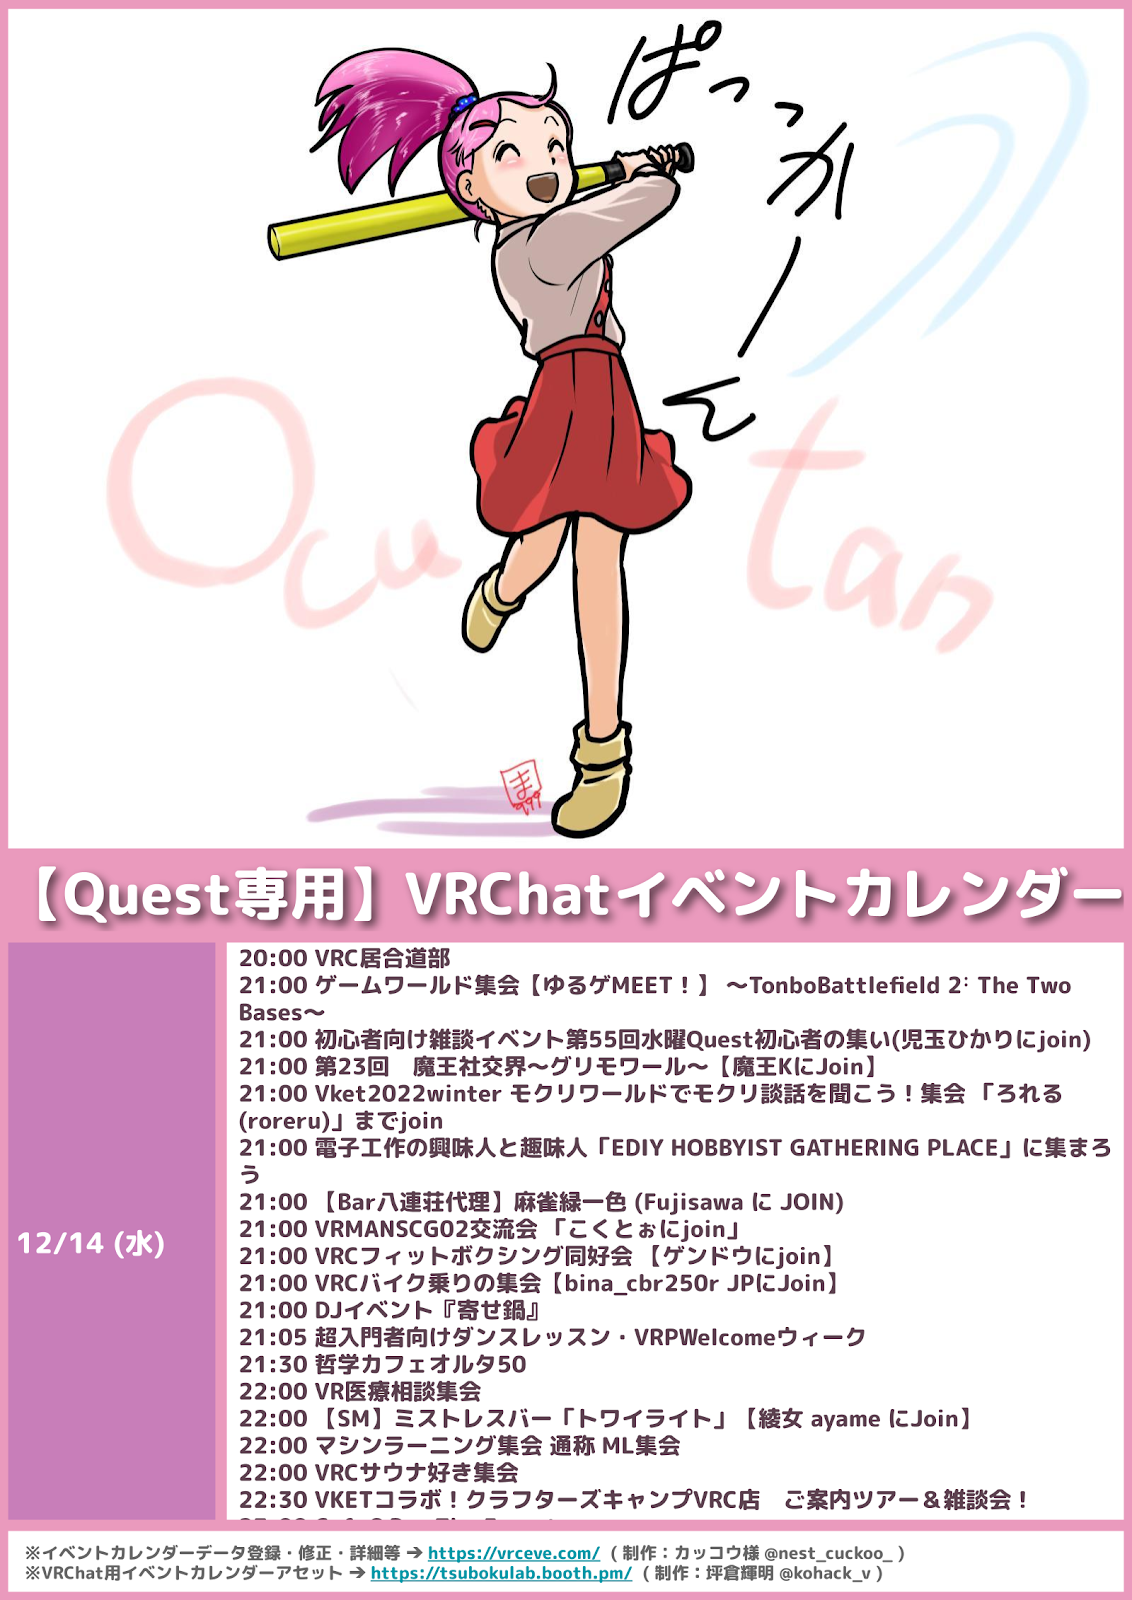 ぱっっかーん
Ocu tan
ま
999
【Quest専用】VRChatイベントカレンダー
12/14 (水)
20:00 VRC居合道部
21:00 ゲームワールド集会【ゆるゲMEET！】 ～TonboBattlefield 2: The Two
Bases～
21:00 初心者向け雑談イベント第55回水曜Quest初心者の集い(児玉ひかりにjoin)
21:00 第23回　魔王社交界～グリモワール～【魔王KにJoin】
21:00 Vket2022winter モクリワールドでモクリ談話を聞こう！集会 「ろれる
(roreru)」までjoin
21:00 電子工作の興味人と趣味人「EDIY HOBBYIST GATHERING PLACE」に集まろ
う
21:00 【Bar八連荘代理】麻雀緑一色 (Fujisawa に JOIN)
21:00 VRMANSCG02交流会 「こくとぉにjoin」
21:00 VRCフィットボクシング同好会 【ゲンドウにjoin】
21:00 VRCバイク乗りの集会【bina_cbr250r JPにJoin】
21:00 DJイベント『寄せ鍋』
21:05 超入門者向けダンスレッスン・VRPWelcomeウィーク
21:30 哲学カフェオルタ50
22:00 VR医療相談集会
22:00 【SM】ミストレスバー「トワイライト」【綾女 ayame にJoin】
22:00 マシンラーニング集会 通称 ML集会
22:00 VRCサウナ好き集会
22:30 VKETコラボ！クラフターズキャンプVRC店　ご案内ツアー＆雑談会！
※イベントカレンダーデータ登録・修正・詳細等 ➔ https://vrceve.com/ ( 制作：カッコウ様 @nest_cuckoo_ )
※VRChat用イベントカレンダーアセット ➔ https://tsubokulab.booth.pm/ ( 制作：坪倉輝明 @kohack_v )